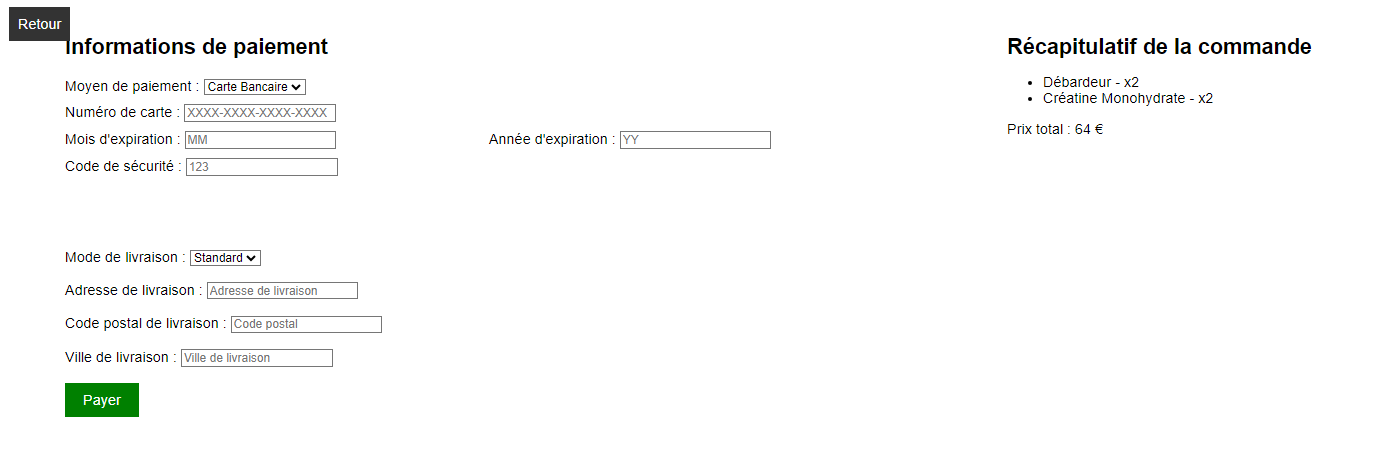 Retour
Informations de paiement
Moyen de paiement : Carte Bancaire
Numéro de carte : XXXX-XXXX-XXXX-XXXX
Mois d'expiration : MM
Année d'expiration : YY
Code de sécurité : 123
Mode de livraison : Standard
Adresse de livraison : Adresse de livraison
Code postal de livraison : Code postal
Ville de livraison : Ville de livraison
Payer
Récapitulatif de la commande
• Débardeur - x2
• Créatine Monohydrate - x2
Prix total : 64 €